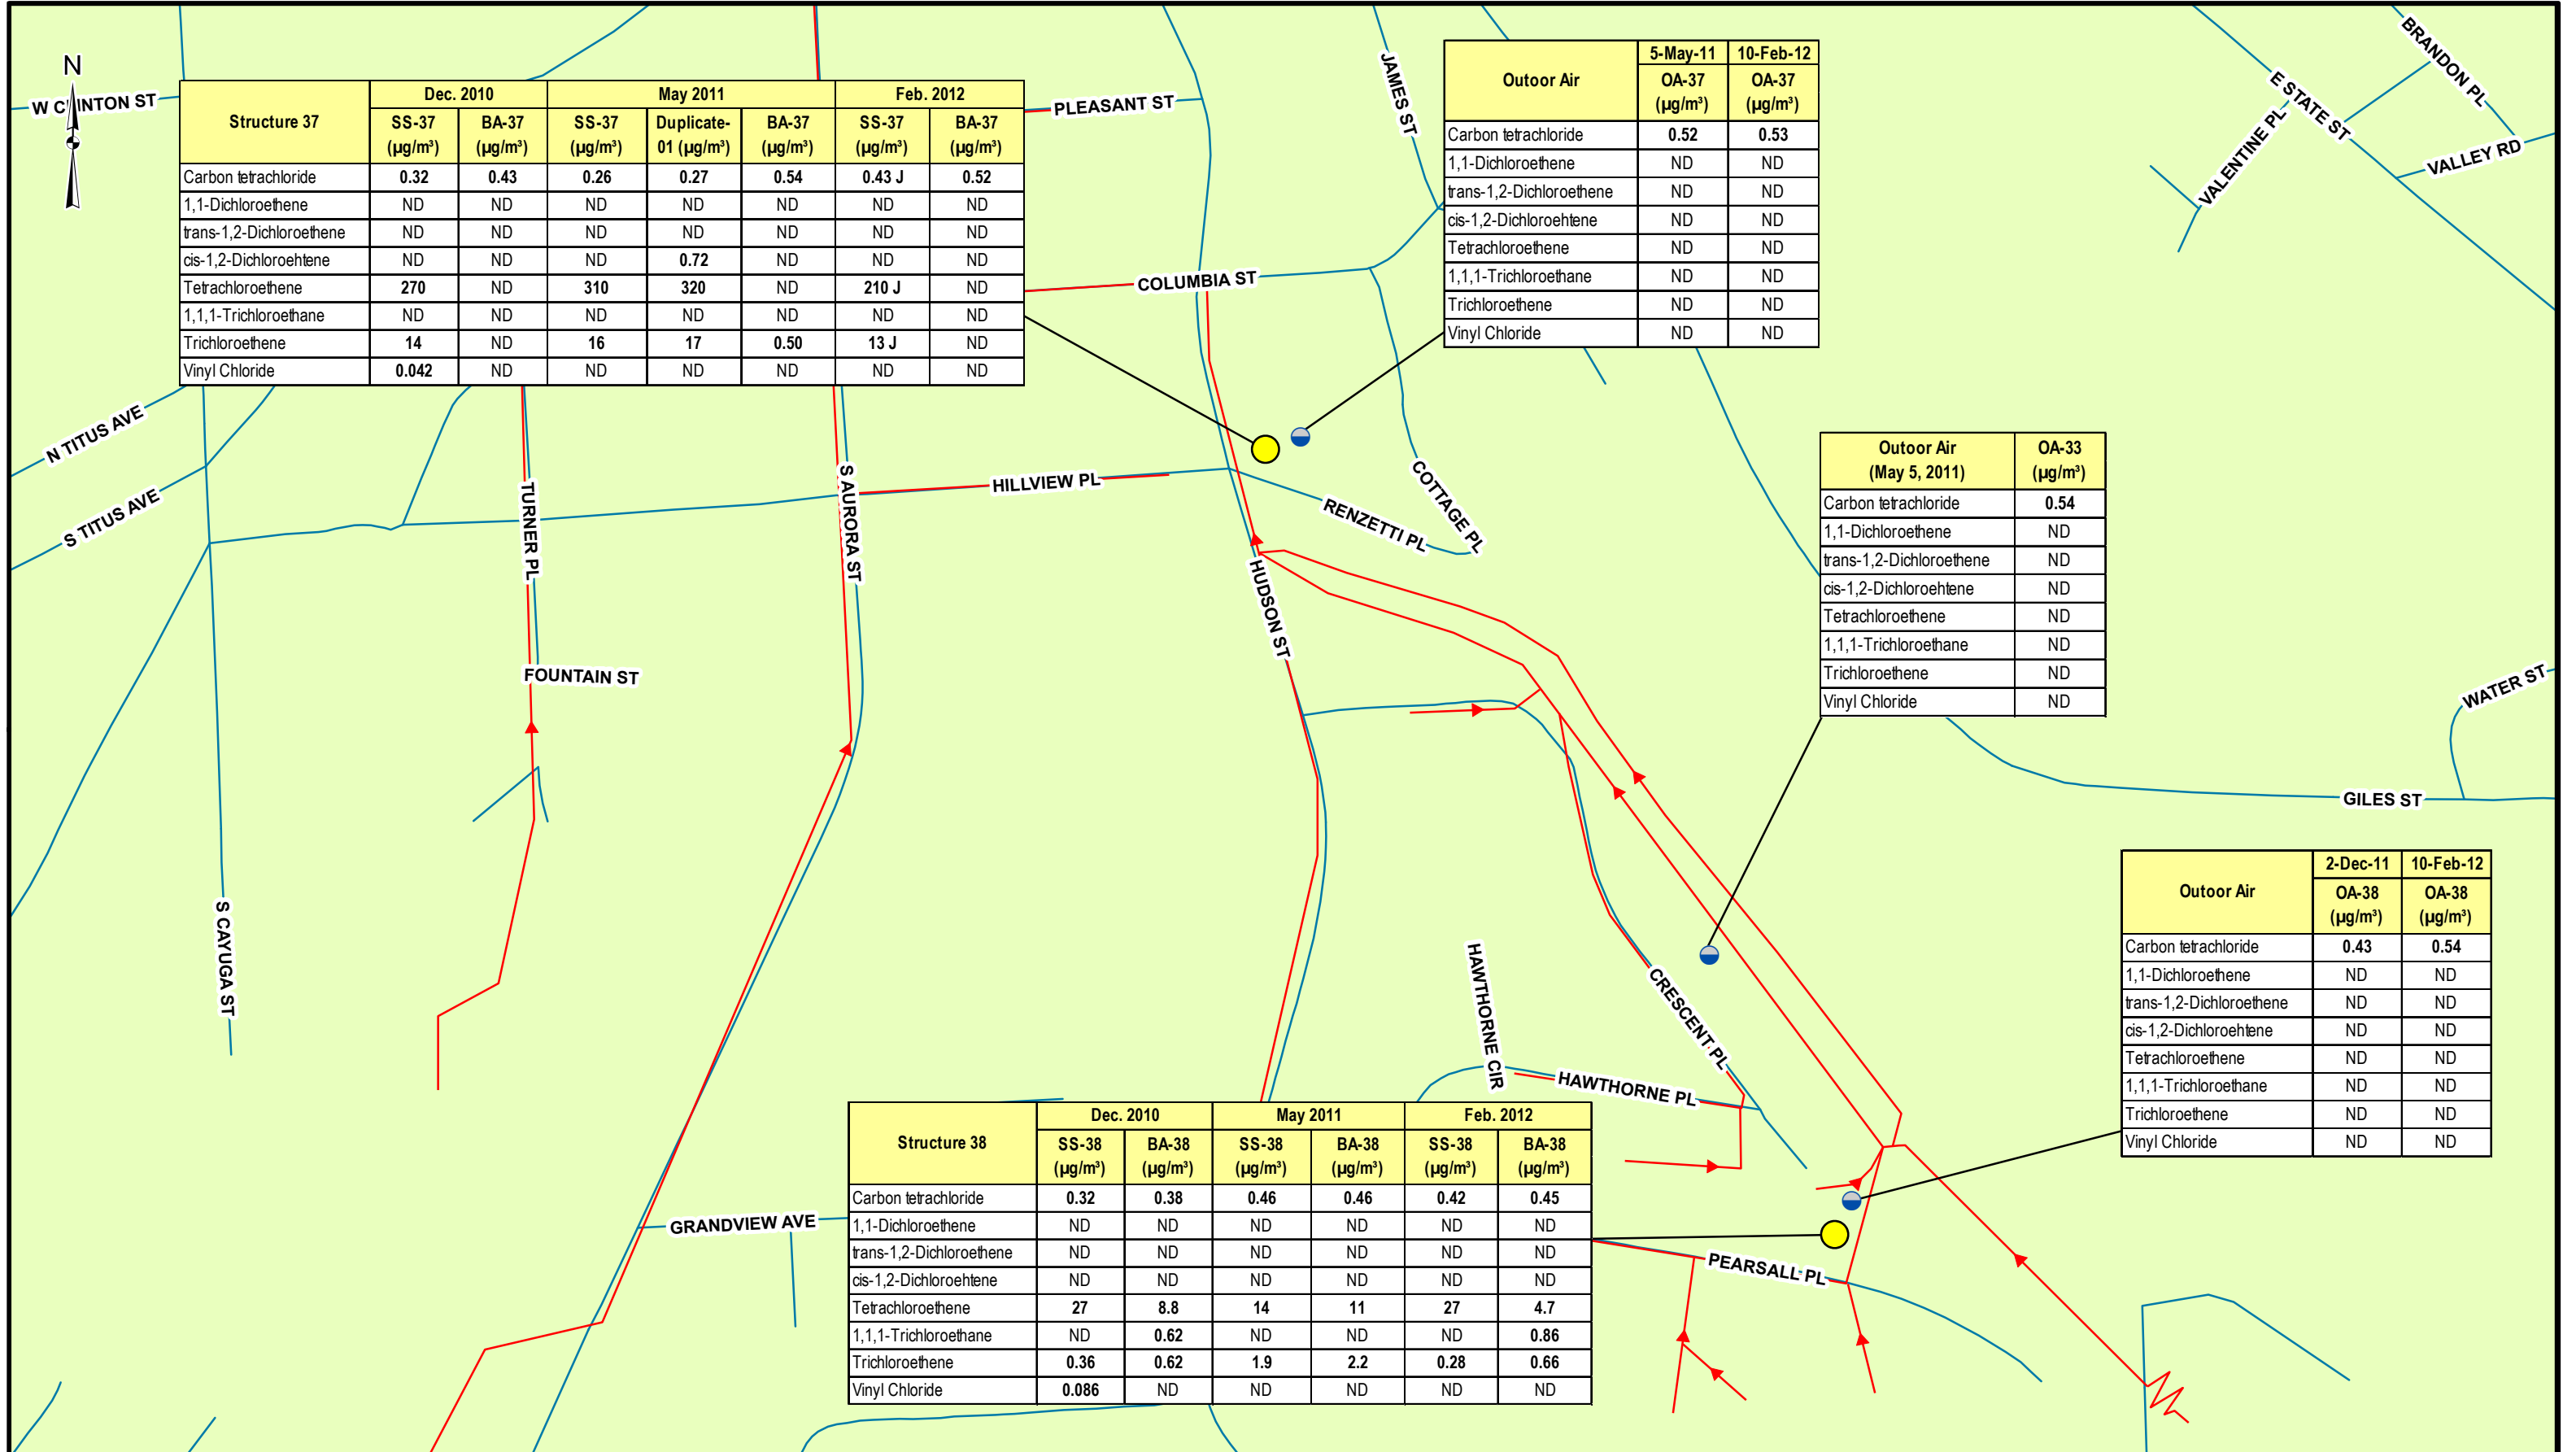 N
W CLINTON ST
PLEASANT ST
JAMES ST
BRANDON PL
E STATE ST
VALENTINE PL
VALLEY RD
Structure 37 | Dec. 2010 | May 2011 | Feb. 2012
SS-37 (µg/m³) | BA-37 (µg/m³) | SS-37 (µg/m³) | Duplicate-01 (µg/m³) | BA-37 (µg/m³) | SS-37 (µg/m³) | BA-37 (µg/m³)
Carbon tetrachloride | 0.32 | 0.43 | 0.26 | 0.27 | 0.54 | 0.43 J | 0.52
1,1-Dichloroethene | ND | ND | ND | ND | ND | ND | ND
trans-1,2-Dichloroethene | ND | ND | ND | ND | ND | ND | ND
cis-1,2-Dichloroehtene | ND | ND | ND | 0.72 | ND | ND | ND
Tetrachloroethene | 270 | ND | 310 | 320 | ND | 210 J | ND
1,1,1-Trichloroethane | ND | ND | ND | ND | ND | ND | ND
Trichloroethene | 14 | ND | 16 | 17 | 0.50 | 13 J | ND
Vinyl Chloride | 0.042 | ND | ND | ND | ND | ND | ND
Outoor Air | 5-May-11 | 10-Feb-12
OA-37 (µg/m³) | OA-37 (µg/m³)
Carbon tetrachloride | 0.52 | 0.53
1,1-Dichloroethene | ND | ND
trans-1,2-Dichloroethene | ND | ND
cis-1,2-Dichloroehtene | ND | ND
Tetrachloroethene | ND | ND
1,1,1-Trichloroethane | ND | ND
Trichloroethene | ND | ND
Vinyl Chloride | ND | ND
COLUMBIA ST
N TITUS AVE
S TITUS AVE
TURNER PL
S AURORA ST
HILLVIEW PL
RENZETTI PL
COTTAGE PL
HUDSON ST
FOUNTAIN ST
Outoor Air (May 5, 2011) | OA-33 (µg/m³)
Carbon tetrachloride | 0.54
1,1-Dichloroethene | ND
trans-1,2-Dichloroethene | ND
cis-1,2-Dichloroehtene | ND
Tetrachloroethene | ND
1,1,1-Trichloroethane | ND
Trichloroethene | ND
Vinyl Chloride | ND
WATER ST
GILES ST
S CAYUGA ST
HAWTHORNE CIR
CRESCENT PL
HAWTHORNE PL
Outoor Air | 2-Dec-11 | 10-Feb-12
OA-38 (µg/m³) | OA-38 (µg/m³)
Carbon tetrachloride | 0.43 | 0.54
1,1-Dichloroethene | ND | ND
trans-1,2-Dichloroethene | ND | ND
cis-1,2-Dichloroehtene | ND | ND
Tetrachloroethene | ND | ND
1,1,1-Trichloroethane | ND | ND
Trichloroethene | ND | ND
Vinyl Chloride | ND | ND
Structure 38 | Dec. 2010 | May 2011 | Feb. 2012
SS-38 (µg/m³) | BA-38 (µg/m³) | SS-38 (µg/m³) | BA-38 (µg/m³) | SS-38 (µg/m³) | BA-38 (µg/m³)
Carbon tetrachloride | 0.32 | 0.38 | 0.46 | 0.46 | 0.42 | 0.45
1,1-Dichloroethene | ND | ND | ND | ND | ND | ND
trans-1,2-Dichloroethene | ND | ND | ND | ND | ND | ND
cis-1,2-Dichloroehtene | ND | ND | ND | ND | ND | ND
Tetrachloroethene | 27 | 8.8 | 14 | 11 | 27 | 4.7
1,1,1-Trichloroethane | ND | 0.62 | ND | ND | ND | 0.86
Trichloroethene | 0.36 | 0.62 | 1.9 | 2.2 | 0.28 | 0.66
Vinyl Chloride | 0.086 | ND | ND | ND | ND | ND
GRANDVIEW AVE
PEARSALL PL